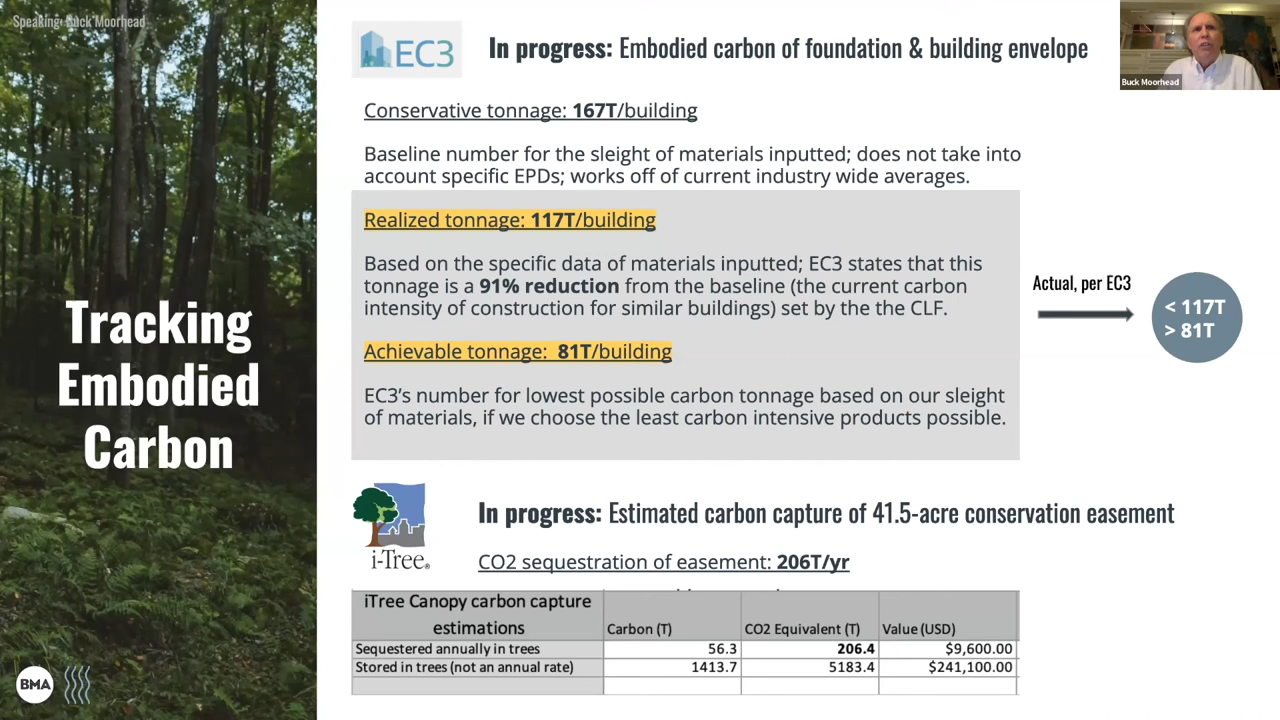 Speaking: Buck Moorhead
EC3
In progress: Embodied carbon of foundation & building envelope
Buck Moorhead
Conservative tonnage: 167T/building
Baseline number for the sleight of materials inputted; does not take into
account specific EPDs; works off of current industry wide averages.
Realized tonnage: 117T/building
Based on the specific data of materials inputted; EC3 states that this
tonnage is a 91% reduction from the baseline (the current carbon
intensity of construction for similar buildings) set by the the CLF.
Achievable tonnage: 81T/building
EC3's number for lowest possible carbon tonnage based on our sleight
of materials, if we choose the least carbon intensive products possible.
Actual, per EC3
< 117T
> 81T
Tracking
Embodied
Carbon
i-Tree®
In progress: Estimated carbon capture of 41.5-acre conservation easement
CO2 sequestration of easement: 206T/yr
iTree Canopy carbon capture
estimations Carbon (T) CO2 Equivalent (T) Value (USD)
Sequestered annually in trees 56.3 206.4 $9,600.00
Stored in trees (not an annual rate) 1413.7 5183.4 $241,100.00
BMA